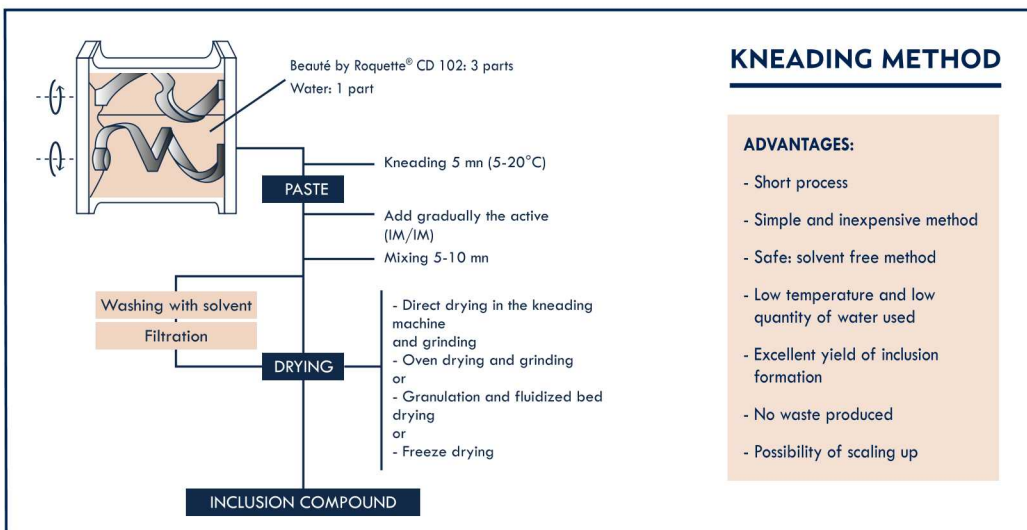 KNEADING METHOD
Beauté by Roquette® CD 102: 3 parts
Water: 1 part
Kneading 5 mn (5-20°C)
PASTE
Add gradually the active
(IM/IM)
Mixing 5-10 mn
Washing with solvent
Filtration
DRYING
- Direct drying in the kneading
machine
and grinding
- Oven drying and grinding
or
- Granulation and fluidized bed
drying
or
- Freeze drying
INCLUSION COMPOUND
ADVANTAGES:
- Short process
- Simple and inexpensive method
- Safe: solvent free method
- Low temperature and low
quantity of water used
- Excellent yield of inclusion
formation
- No waste produced
- Possibility of scaling up